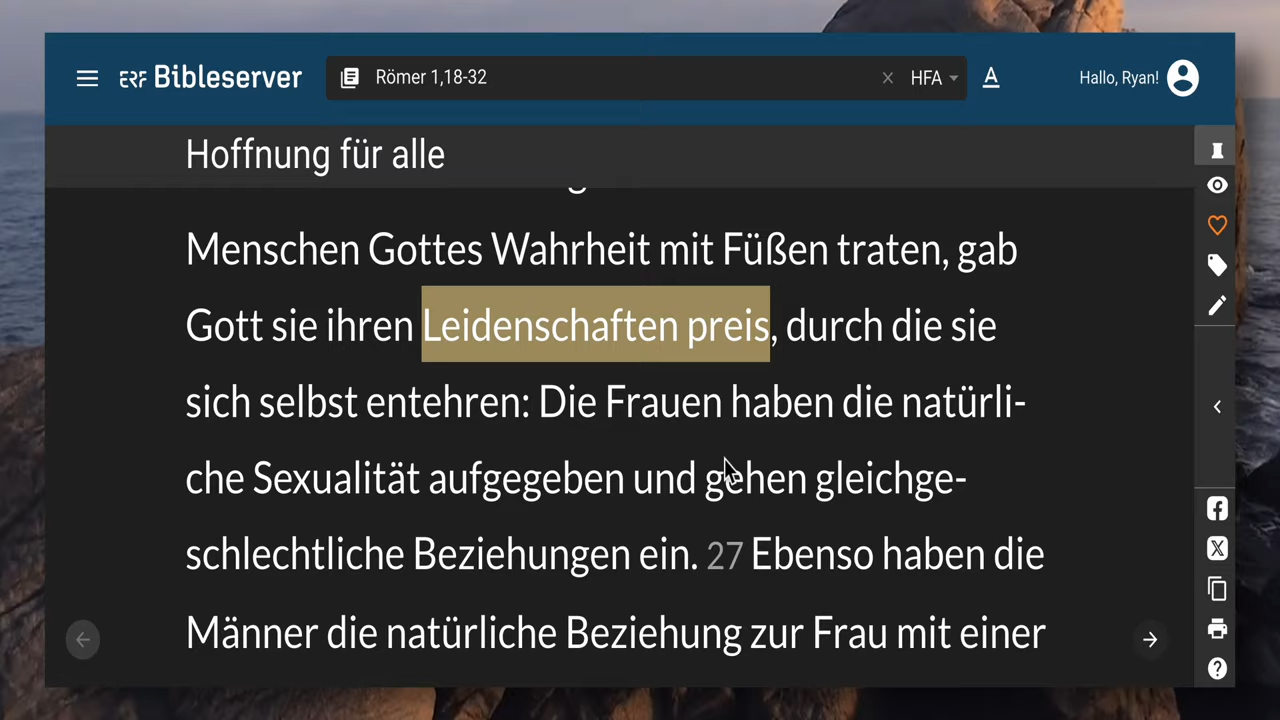 ERF Bibleserver
Römer 1,18-32
HFA
A
Hallo, Ryan!
Hoffnung für alle
Menschen Gottes Wahrheit mit Füßen traten, gab
Gott sie ihren Leidenschaften preis, durch die sie
sich selbst entehren: Die Frauen haben die natürli-
che Sexualität aufgegeben und gehen gleichge-
schlechtliche Beziehungen ein. 27 Ebenso haben die
Männer die natürliche Beziehung zur Frau mit einer